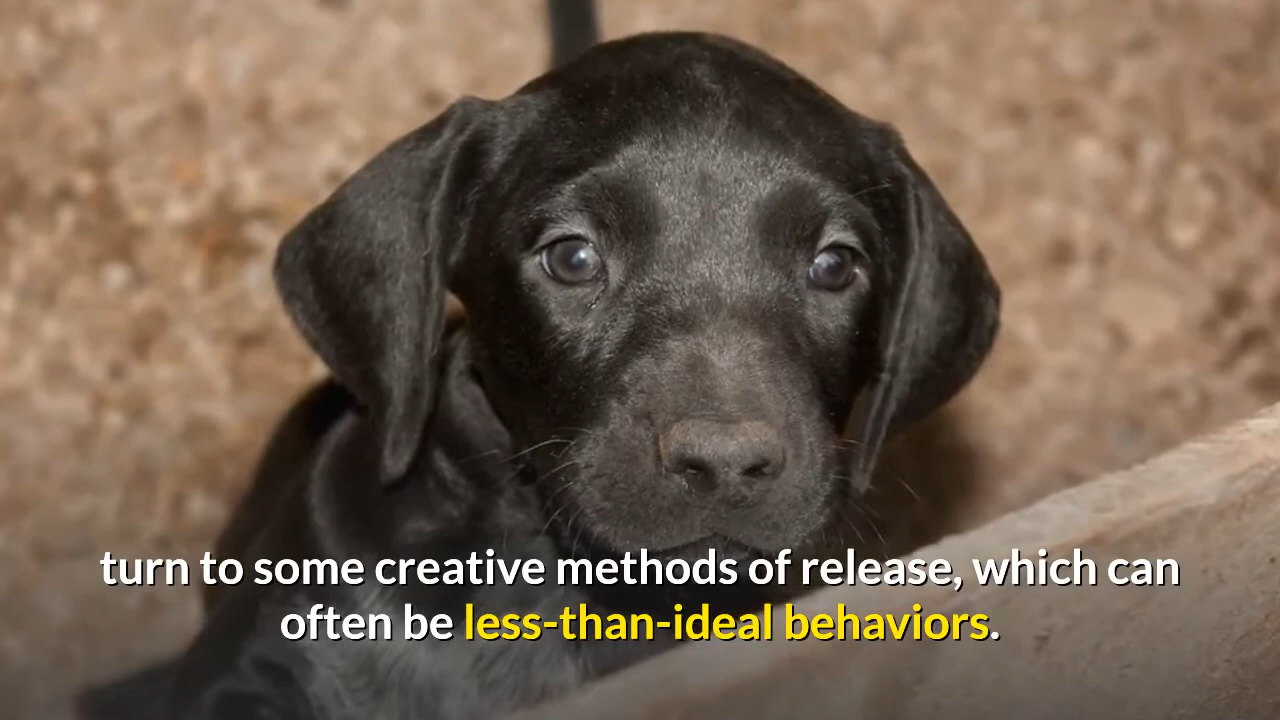 turn to some creative methods of release, which can
often be less-than-ideal behaviors.